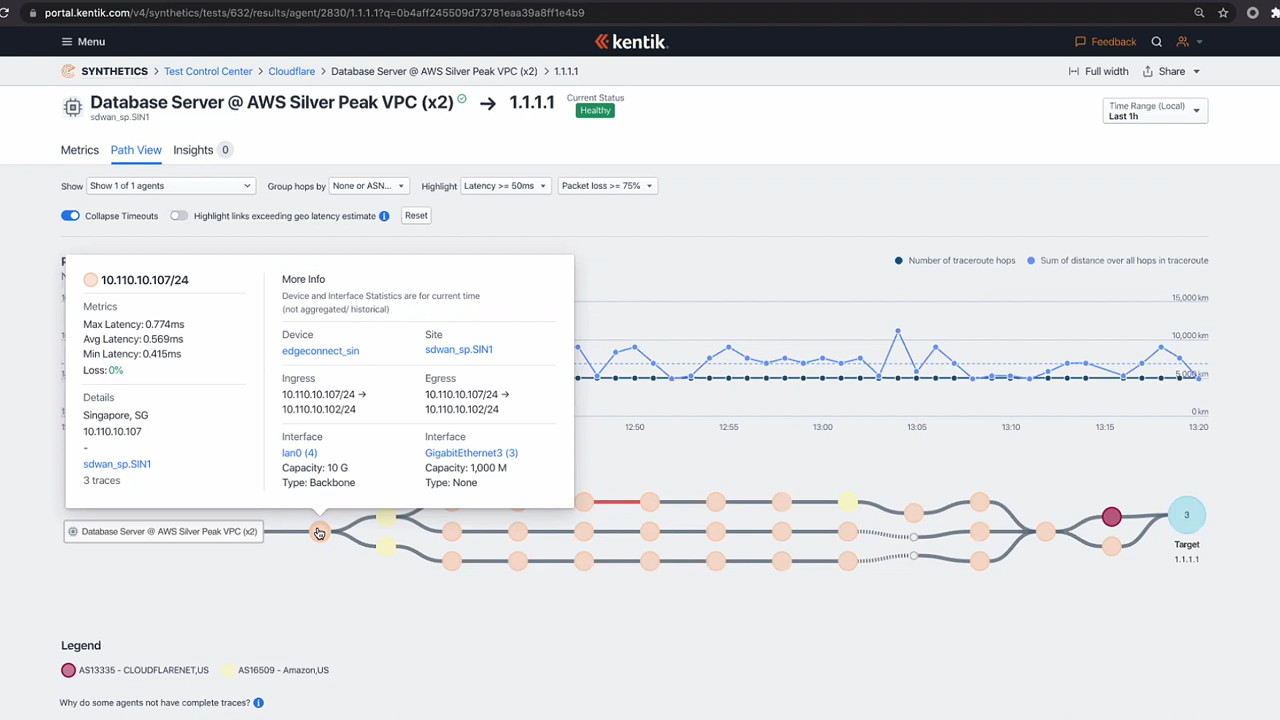 portal.kentik.com/v4/synthetics/tests/632/results/agent/2830/1.1.1.1?q=0b4aff245509d73781eaa39a8ff1e4b9
Menu
kentik.
Feedback
SYNTHETICS > Test Control Center > Cloudflare > Database Server @ AWS Silver Peak VPC (x2) > 1.1.1.1
Full width
Share
Database Server @ AWS Silver Peak VPC (x2) → 1.1.1.1
sdwan_sp.SIN1
Current Status
Healthy
Time Range (Local)
Last 1h
Metrics
Path View
Insights 0
Show
Show 1 of 1 agents
Group hops by
None or ASN...
Highlight
Latency >= 50ms
Packet loss >= 75%
Collapse Timeouts
Highlight links exceeding geo latency estimate
Reset
Number of traceroute hops
Sum of distance over all hops in traceroute
10.110.10.107/24
Metrics
Max Latency: 0.774ms
Avg Latency: 0.569ms
Min Latency: 0.415ms
Loss: 0%
Details
Singapore, SG
10.110.10.107
-
sdwan_sp.SIN1
3 traces
More Info
Device and Interface Statistics are for current time
(not aggregated/ historical)
Device
edgeconnect_sin
Site
sdwan_sp.SIN1
Ingress
10.110.10.107/24 →
10.110.10.102/24
Egress
10.110.10.107/24 →
10.110.10.102/24
Interface
lan0 (4)
Capacity: 10 G
Type: Backbone
Interface
GigabitEthernet3 (3)
Capacity: 1,000 M
Type: None
15,000 km
10,000 km
5,000 km
0 km
12:50
12:55
13:00
13:05
13:10
13:15
13:20
Database Server @ AWS Silver Peak VPC (x2)
3
Target
1.1.1.1
Legend
AS13335 - CLOUDFLARENET,US
AS16509 - Amazon,US
Why do some agents not have complete traces?